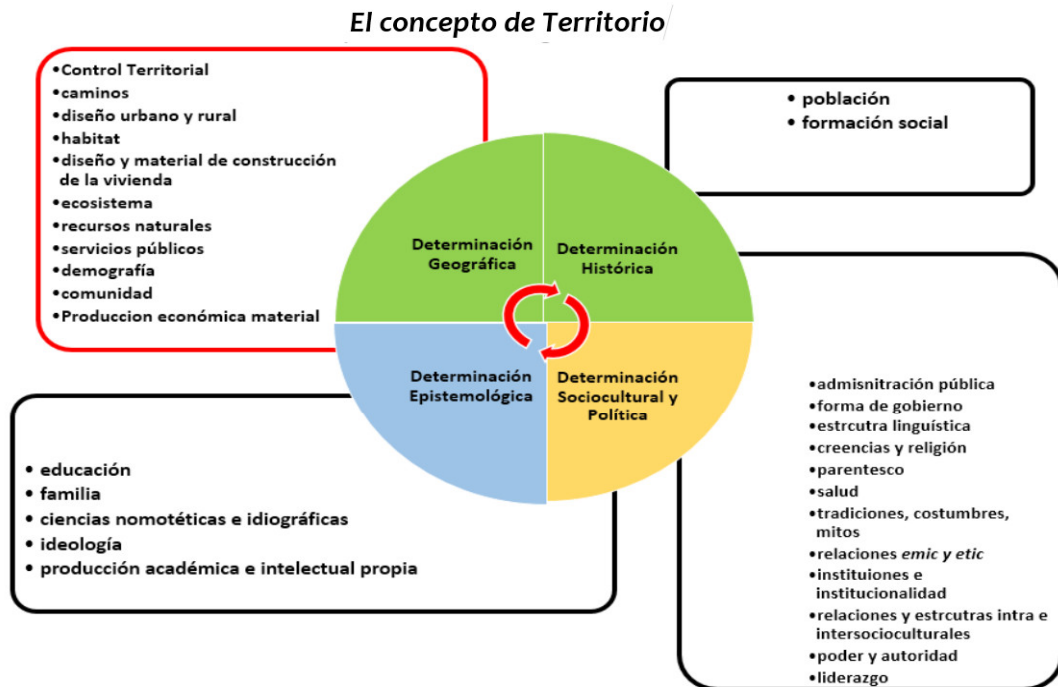 El concepto de Territorio
•Control Territorial
•caminos
•diseño urbano y rural
•habitat
•diseño y material de construcción
de la vivienda
•ecosistema
•recursos naturales
•servicios públicos
•demografía
•comunidad
•Produccion económica material
• población
• formación social
Determinación
Geográfica
Determinación
Histórica
Determinación
Epistemológica
Determinación
Sociocultural y
Política
• educación
• familia
• ciencias nomotéticas e idiográficas
• ideología
• producción académica e intelectual propia
•admisnitración pública
•forma de gobierno
•estrcutra linguística
•creencias y religión
•parentesco
•salud
•tradiciones, costumbres,
mitos
•relaciones emic y etic
•instituiones e
institucionalidad
•relaciones y estrcutras intra e
intersocioculturales
•poder y autoridad
•liderazgo